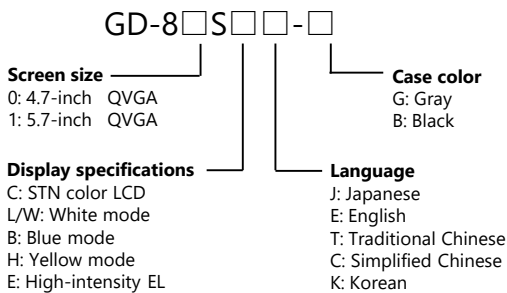 GD-8□S□□-□
Screen size
0: 4.7-inch QVGA
1: 5.7-inch QVGA
Case color
G: Gray
B: Black
Display specifications
C: STN color LCD
L/W: White mode
B: Blue mode
H: Yellow mode
E: High-intensity EL
Language
J: Japanese
E: English
T: Traditional Chinese
C: Simplified Chinese
K: Korean